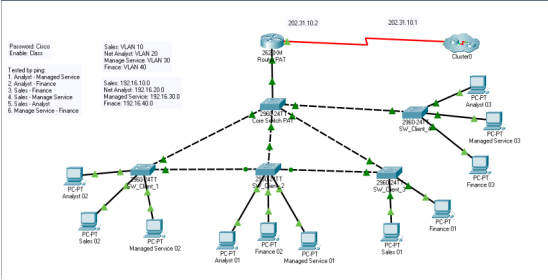 202.31.10.2
202.31.10.1
Password: Cisco
Enable: Class
Tested by ping:
1. Analyst - Managed Service
2. Analyst - Finance
3. Sales - Finance
4. Sales - Managed Service
5. Sales - Analyst
6. Manage Service - Finance
Sales: VLAN 10
Net Analyst: VLAN 20
Manage Service: VLAN 30
Finace: VLAN 40
Sales: 192.16.10.0
Net Analyst: 192.16.20.0
Managed Service: 192.16.30.0
Finace: 192.16.40.0
Cluster0
2960-24TT
Core Switch PAT
2960-24TT
SW_Client_4
PC-PT
Analyst 03
PC-PT
Managed Service 03
PC-PT
Finance 03
2960-24TT
SW_Client_1
2960-24TT
SW_Client_2
2960-24TT
PC-PT
Analyst 02
PC-PT
Sales 02
PC-PT
Managed Service 02
PC-PT
Analyst 01
PC-PT
Finance 02
PC-PT
Managed Service 01
PC-PT
Sales 01
PC-PT
Finance 01